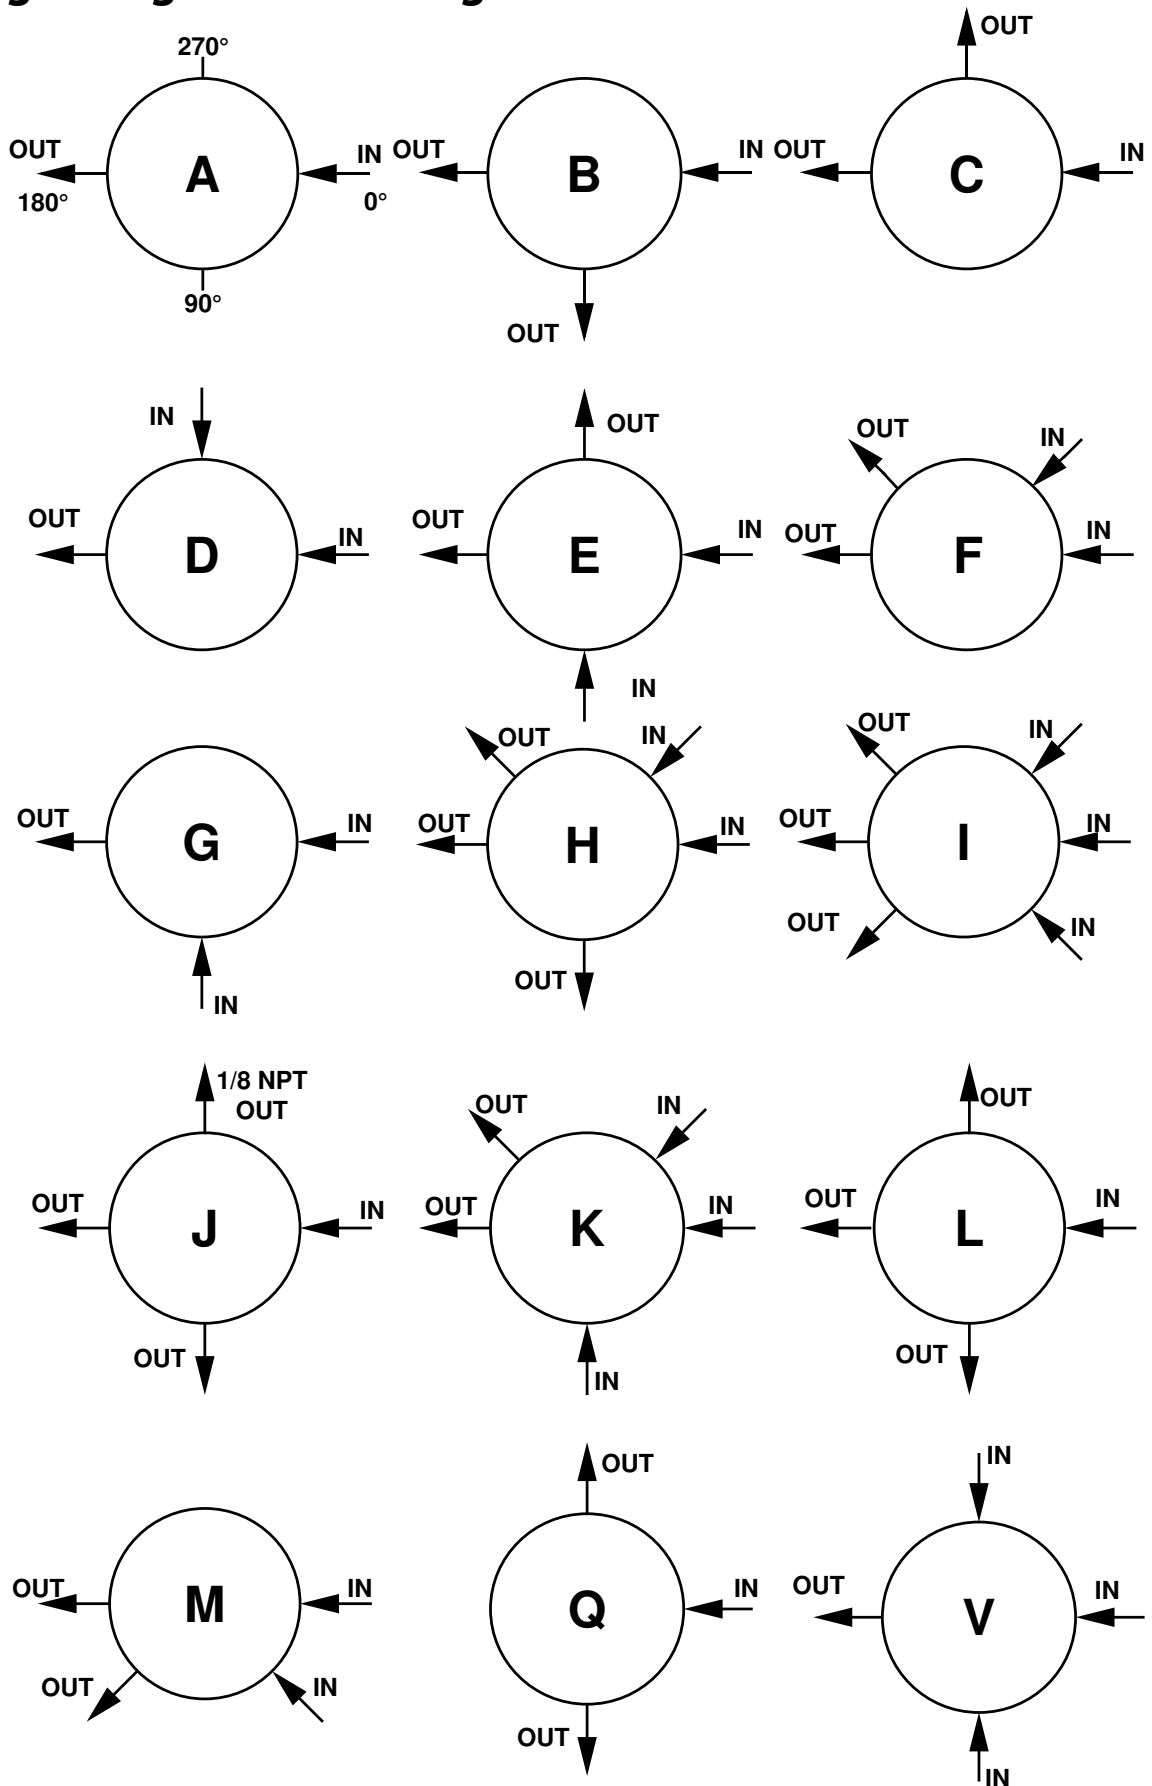 OUT
270°
OUT IN OUT IN OUT IN
A B C
180° 0°
90°
OUT
IN OUT OUT IN
OUT IN OUT IN OUT IN
D E F
IN
OUT IN OUT IN
OUT IN OUT IN OUT IN
G H I
OUT IN
OUT
IN
1/8 NPT
OUT
OUT IN OUT
OUT IN OUT IN OUT IN
J K L
OUT OUT
IN
OUT IN
OUT IN IN OUT IN
M Q V
OUT IN
OUT
IN